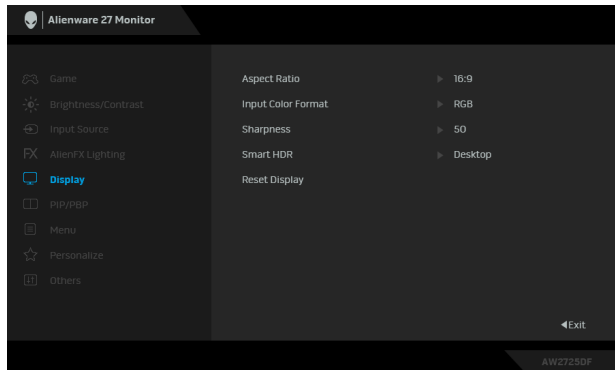 Alienware 27 Monitor
Game
Brightness/Contrast
Input Source
FX AlienFX Lighting
Display
PIP/PBP
Menu
Personalize
Others
Aspect Ratio 16:9
Input Color Format RGB
Sharpness 50
Smart HDR Desktop
Reset Display
Exit
AW2725DF